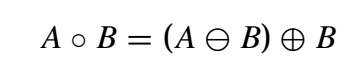 A ∘ B = (A ⊖ B) ⊕ B